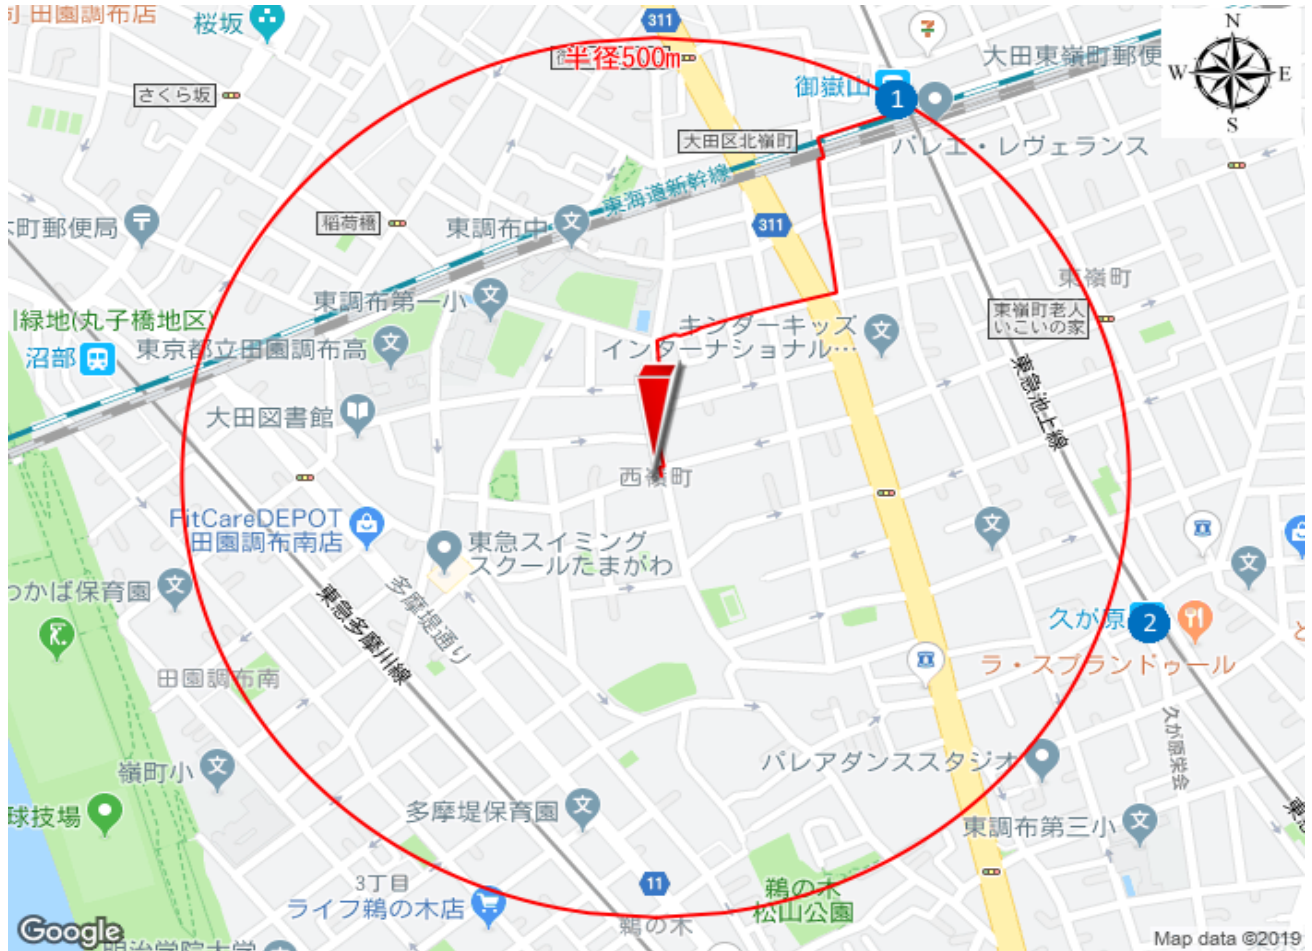 田園調布店
桜坂
311
半径500m
大田東嶺町郵便
N
W
E
S
さくら坂
御嶽山
1
大田区北嶺町
バレエ・レヴェランス
東海道新幹線
稲荷橋
東調布中
311
町郵便局
東嶺町
東調布第一小
緑地(丸子橋地区)
キンダーキッズ
インターナショナル…
東嶺町老人
いこいの家
沼部
東京都立田園調布高
東急池上線
大田図書館
西嶺町
FitCareDEPOT
田園調布南店
東急スイミング
スクールたまがわ
わかば保育園
多摩堤通り
東急多摩川線
久が原
2
ラ・スプランドゥール
田園調布南
久が原栄会
嶺町小
バレアダンススタジオ
球技場
多摩堤保育園
東調布第三小
3丁目
11
ライフ鵜の木店
鵜の木
松山公園
鵜の木
Google
明治学院大学
Map data ©2019